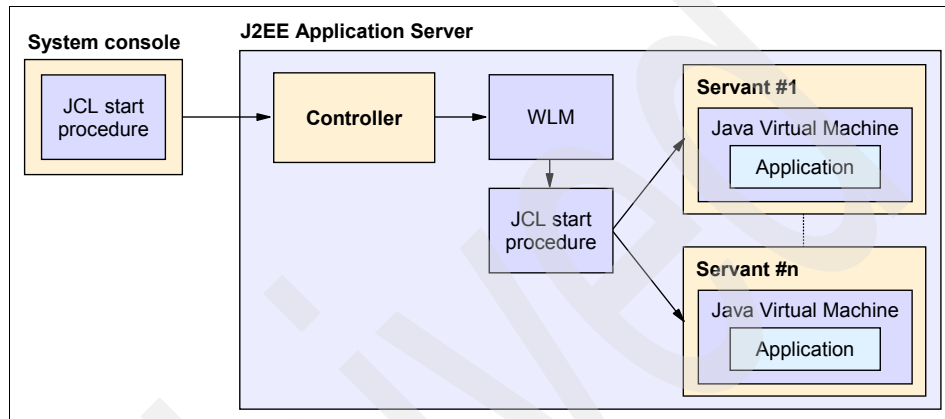 J2EE Application Server
System console
JCL start
procedure
Controller
WLM
JCL start
procedure
Servant #1
Java Virtual Machine
Application
Servant #n
Java Virtual Machine
Application